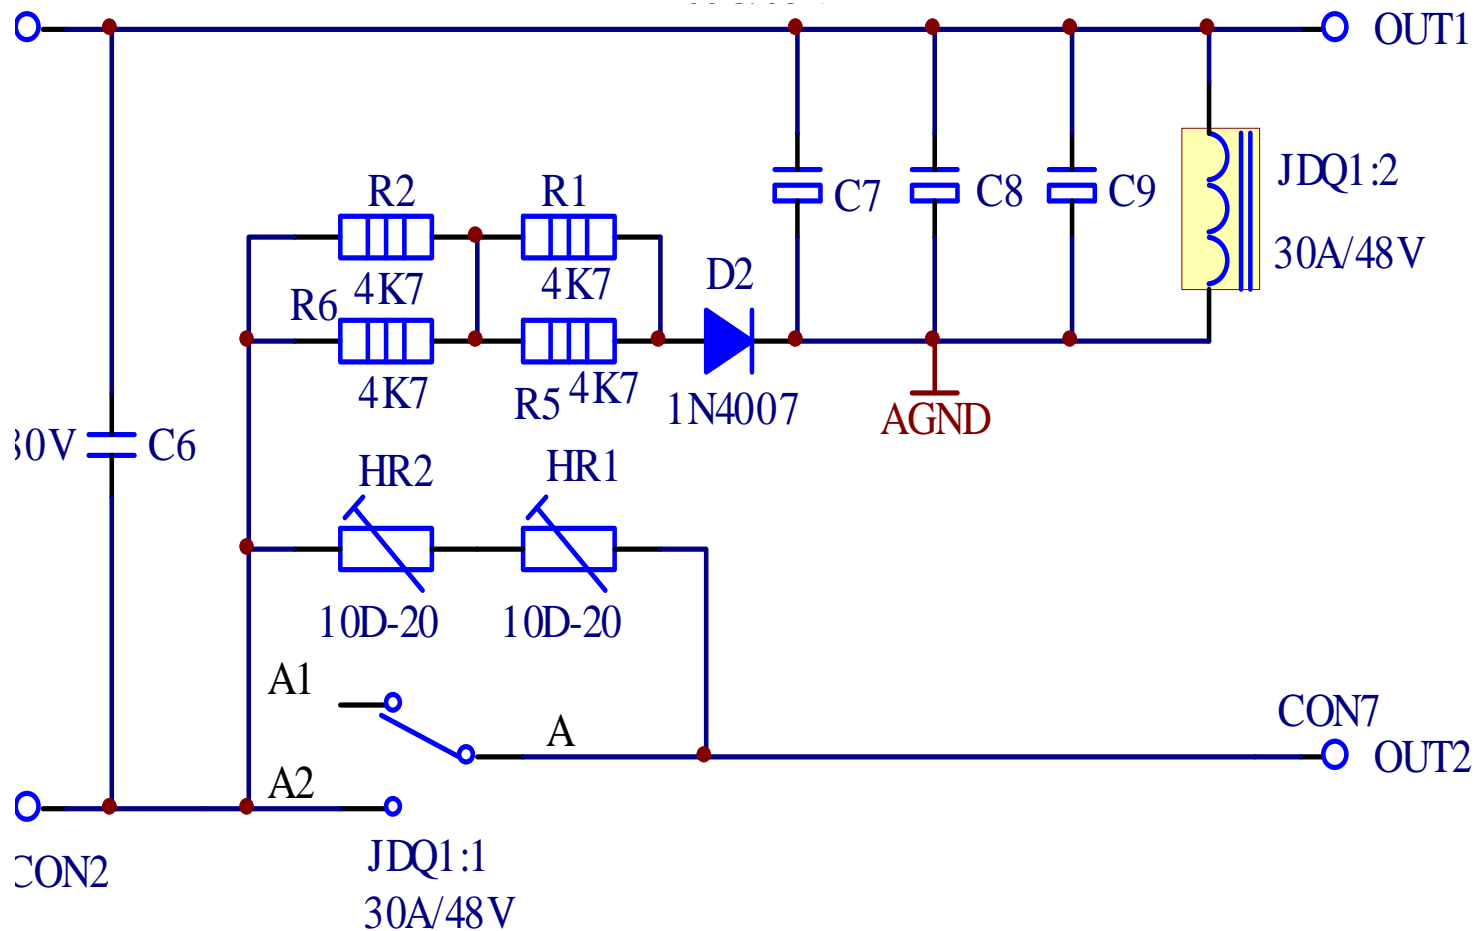 OUT1
JDQ1:2
30A/48V
R2
R1
C7
C8
C9
4K7
4K7
D2
R6
4K7
R5
4K7
1N4007
AGND
C6
HR2
HR1
10D-20
10D-20
A1
A
CON7
OUT2
A2
JDQ1:1
30A/48V
CON2